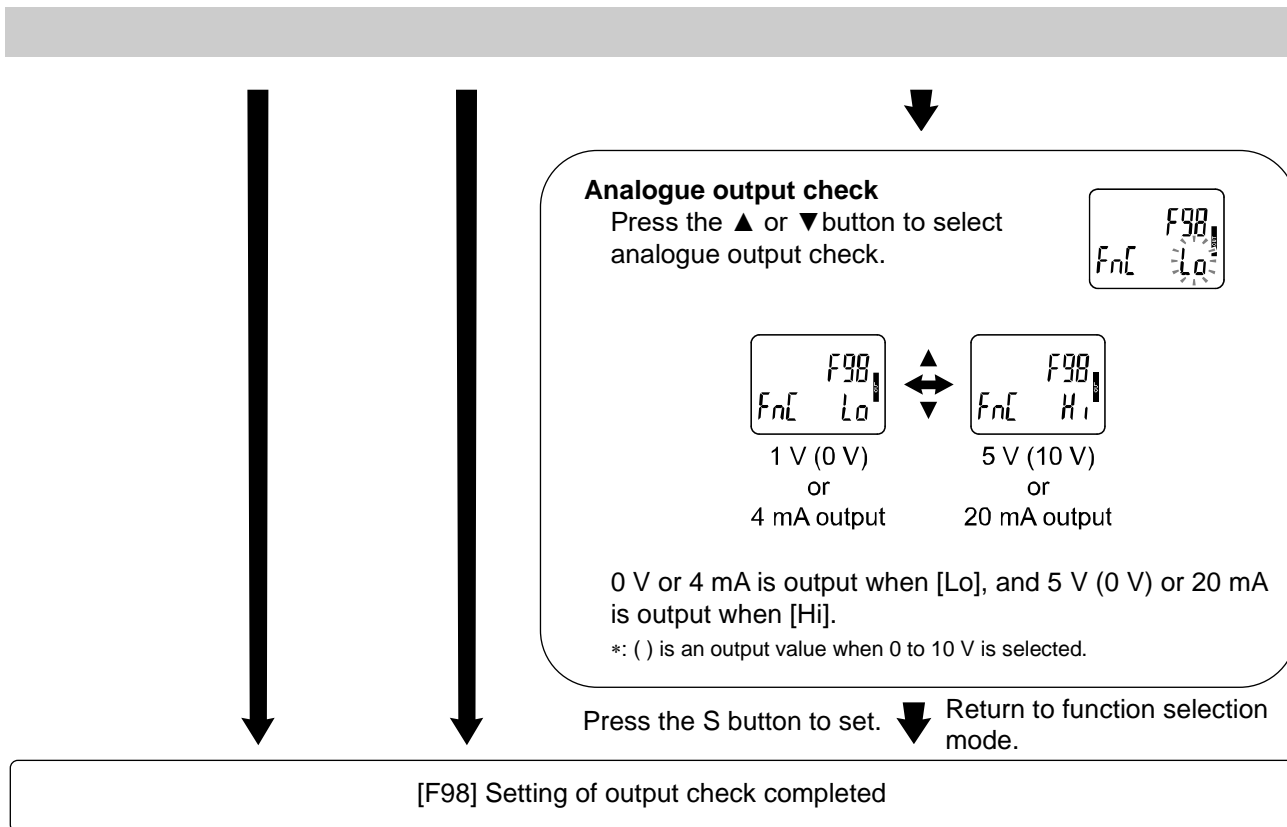 Analogue output check
Press the ▲ or ▼button to select
analogue output check.
F98
FnC Lo
F98
FnC Lo
▲
▼
F98
FnC Hi
1 V (0 V)
or
4 mA output
5 V (10 V)
or
20 mA output
0 V or 4 mA is output when [Lo], and 5 V (0 V) or 20 mA
is output when [Hi].
*: ( ) is an output value when 0 to 10 V is selected.
Press the S button to set.
Return to function selection
mode.
[F98] Setting of output check completed